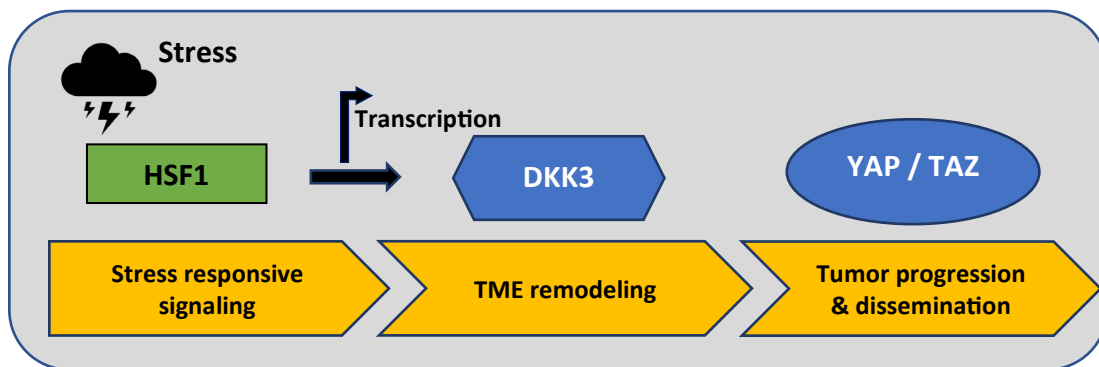 Stress
Transcription
HSF1
DKK3
YAP / TAZ
Stress responsive
signaling
TME remodeling
Tumor progression
& dissemination